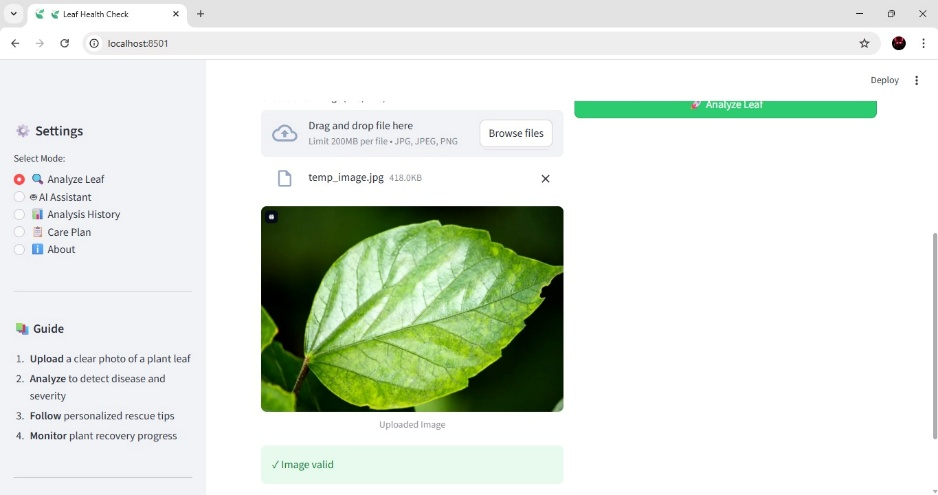 Leaf Health Check
localhost:8501
Deploy
Settings
Select Mode:
Analyze Leaf
AI Assistant
Analysis History
Care Plan
About
Guide
1. Upload a clear photo of a plant leaf
2. Analyze to detect disease and
severity
3. Follow personalized rescue tips
4. Monitor plant recovery progress
Drag and drop file here
Limit 200MB per file • JPG, JPEG, PNG
Browse files
temp_image.jpg 418.0KB
Uploaded Image
✓ Image valid
Analyze Leaf